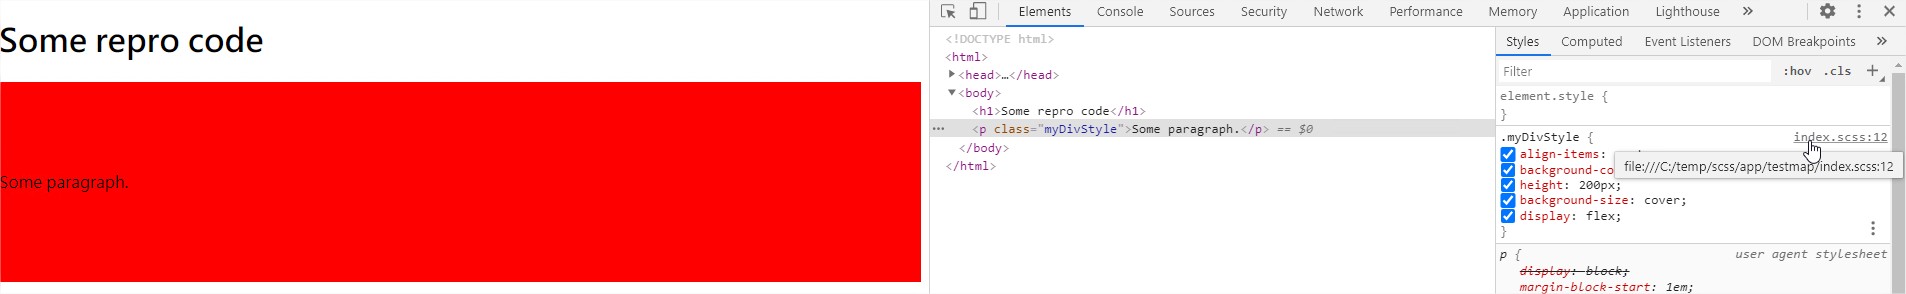 Some repro code
Some paragraph.
Elements Console Sources Security Network Performance Memory Application Lighthouse »
<!DOCTYPE html>
<html>
<head>…</head>
<body>
<h1>Some repro code</h1>
<p class="myDivStyle">Some paragraph.</p> == $0
</body>
</html>
Styles Computed Event Listeners DOM Breakpoints »
Filter :hov .cls +
element.style {
}
.myDivStyle { index.scss:12
align-items:
file:///C:/temp/scss/app/testmap/index.scss:12
background-co
height: 200px;
background-size: cover;
display: flex;
}
p { user agent stylesheet
display: block;
margin-block-start: 1em;